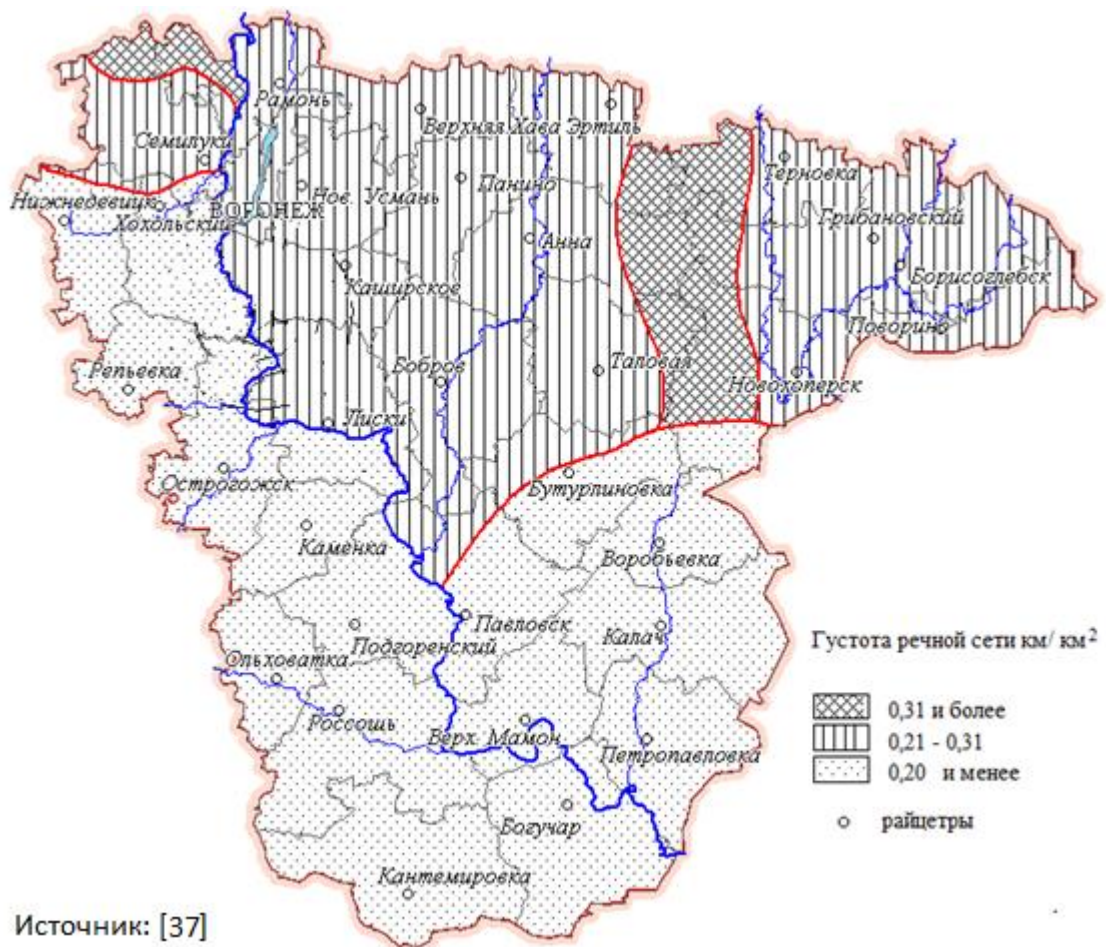 Рамонь
Верхняя Хава
Эртиль
Семилуки
Терновка
Нижнедевицк
Хохольский
ВОРОНЕЖ
Нов. Усмань
Панино
Грибановский
Анна
Борисоглебск
Каширское
Поворино
Репьевка
Бобров
Таловая
Новохоперск
Лиски
Острогожск
Бутурлиновка
Каменка
Воробьевка
Павловск
Калач
Подгоренский
Ольховатка
Россошь
Верх. Мамон
Петропавловка
Богучар
Кантемировка
Густота речной сети км/ км²
0,31 и более
0,21 - 0,31
0,20 и менее
райцетры
Источник: [37]